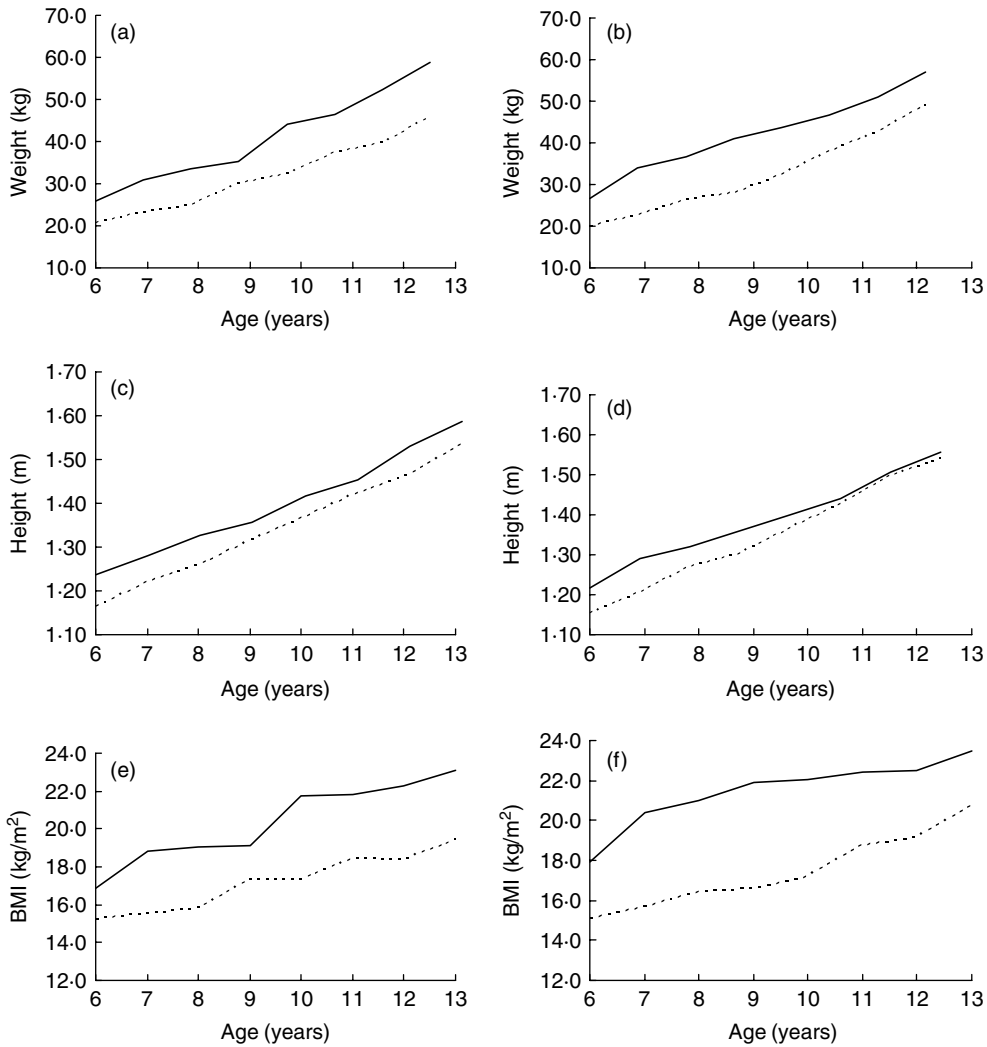 (a)
70·0
60·0
50·0
40·0
30·0
20·0
10·0
Weight (kg)
6 7 8 9 10 11 12 13
Age (years)
(b)
70·0
60·0
50·0
40·0
30·0
20·0
10·0
Weight (kg)
6 7 8 9 10 11 12 13
Age (years)
(c)
1·70
1·60
1·50
1·40
1·30
1·20
1·10
Height (m)
6 7 8 9 10 11 12 13
Age (years)
(d)
1·70
1·60
1·50
1·40
1·30
1·20
1·10
Height (m)
6 7 8 9 10 11 12 13
Age (years)
(e)
24·0
22·0
20·0
18·0
16·0
14·0
12·0
BMI (kg/m²)
6 7 8 9 10 11 12 13
Age (years)
(f)
24·0
22·0
20·0
18·0
16·0
14·0
12·0
BMI (kg/m²)
6 7 8 9 10 11 12 13
Age (years)